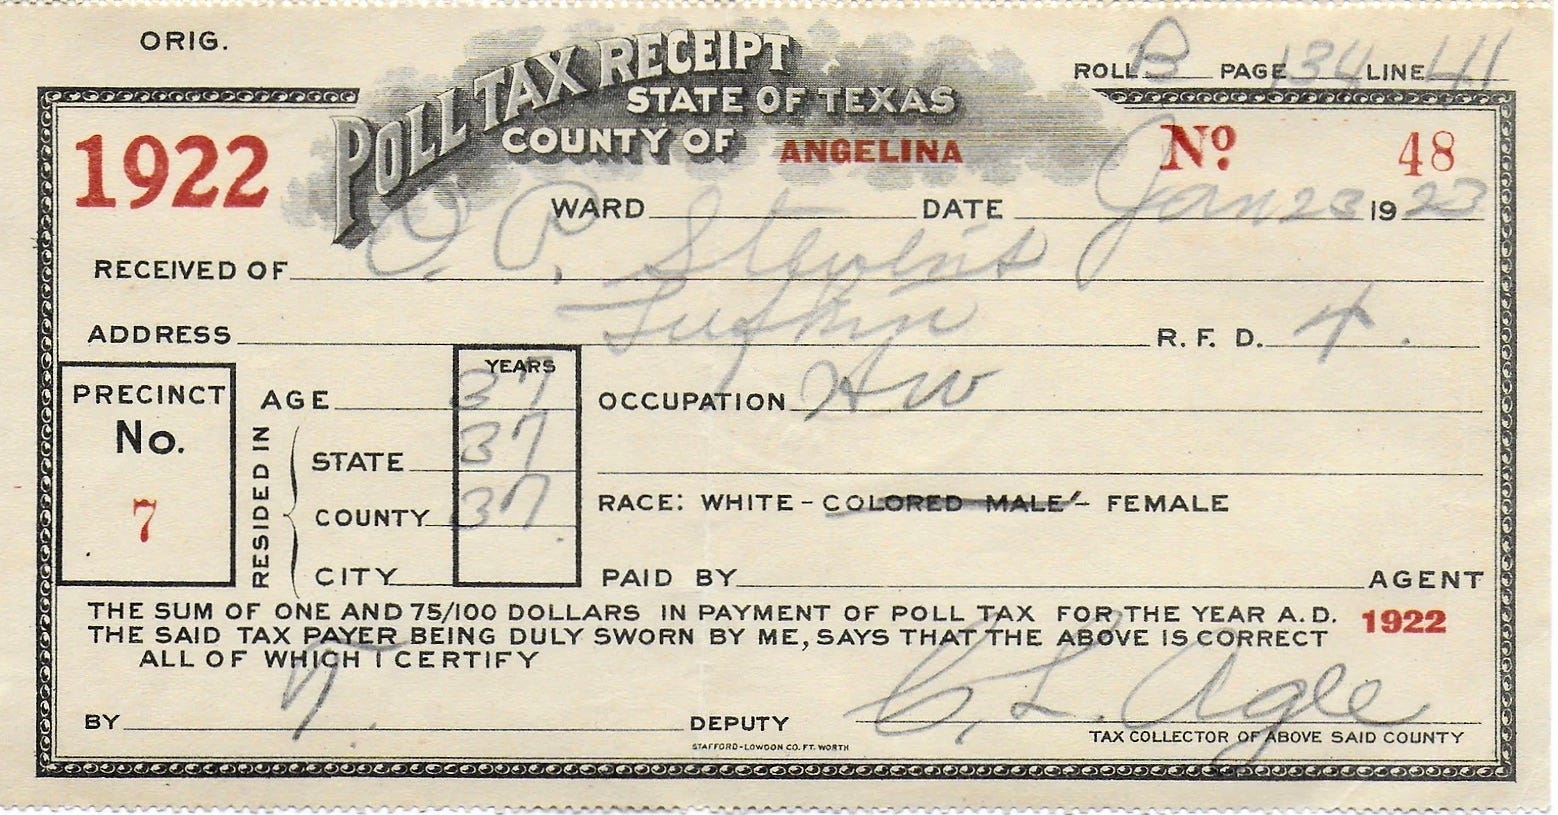 ORIG.
POLL TAX RECEIPT
ROLL B PAGE 134 LINE 41
STATE OF TEXAS
1922 COUNTY OF ANGELINA No. 48
WARD DATE Jan 23 1923
RECEIVED OF O. P. Stevens
ADDRESS Lufkin R. F. D. 4.
PRECINCT No. 7
YEARS
AGE 37 OCCUPATION HW
RESIDED IN
STATE 37
COUNTY 37 RACE: WHITE - COLORED MALE - FEMALE
CITY PAID BY AGENT
THE SUM OF ONE AND 75/100 DOLLARS IN PAYMENT OF POLL TAX FOR THE YEAR A.D. 1922
THE SAID TAX PAYER BEING DULY SWORN BY ME, SAYS THAT THE ABOVE IS CORRECT
ALL OF WHICH I CERTIFY
BY DEPUTY C. L. Agle
STAFFORD-LOWDON CO. FT. WORTH
TAX COLLECTOR OF ABOVE SAID COUNTY